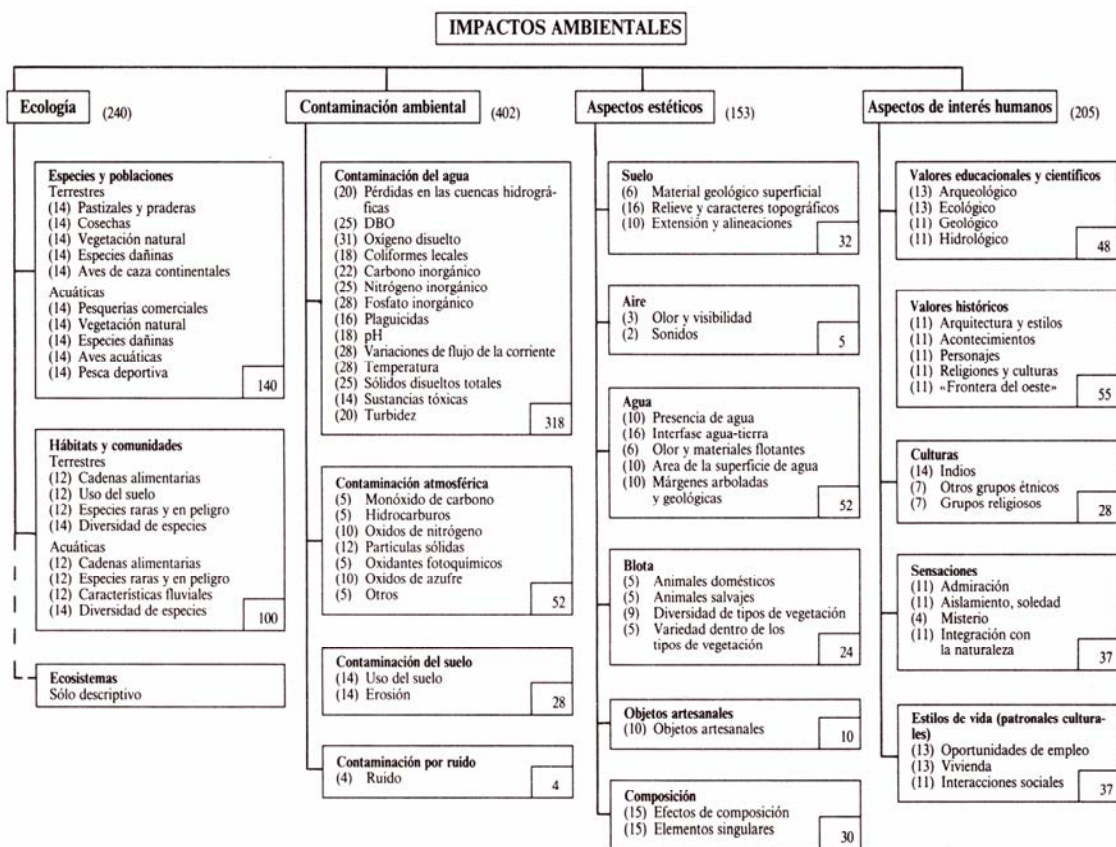 IMPACTOS AMBIENTALES
Ecología
(240)
Especies y poblaciones
Terrestres
(14) Pastizales y praderas
(14) Cosechas
(14) Vegetación natural
(14) Especies dañinas
(14) Aves de caza continentales
Acuáticas
(14) Pesquerías comerciales
(14) Vegetación natural
(14) Especies dañinas
(14) Aves acuáticas
(14) Pesca deportiva
140
Hábitats y comunidades
Terrestres
(12) Cadenas alimentarias
(12) Uso del suelo
(12) Especies raras y en peligro
(14) Diversidad de especies
Acuáticas
(12) Cadenas alimentarias
(12) Especies raras y en peligro
(12) Características fluviales
(14) Diversidad de especies
100
Ecosistemas
Sólo descriptivo
Contaminación ambiental
(402)
Contaminación del agua
(20) Pérdidas en las cuencas hidrográ-
ficas
(25) DBO
(31) Oxígeno disuelto
(18) Coliformes lecales
(22) Carbono inorgánico
(25) Nitrógeno inorgánico
(28) Fosfato inorgánico
(16) Plaguicidas
(18) pH
(28) Variaciones de flujo de la corriente
(28) Temperatura
(25) Sólidos disueltos totales
(14) Sustancias tóxicas
(20) Turbidez
318
Contaminación atmosférica
(5) Monóxido de carbono
(5) Hidrocarburos
(10) Oxidos de nitrógeno
(12) Particulas sólidas
(5) Oxidantes fotoquímicos
(10) Oxidos de azufre
(5) Otros
52
Contaminación del suelo
(14) Uso del suelo
(14) Erosión
28
Contaminación por ruido
(4) Ruido
4
Aspectos estéticos
(153)
Suelo
(6) Material geológico superficial
(16) Relieve y caracteres topográficos
(10) Extensión y alineaciones
32
Aire
(3) Olor y visibilidad
(2) Sonidos
5
Agua
(10) Presencia de agua
(16) Interfase agua-tierra
(6) Olor y materiales flotantes
(10) Area de la superficie de agua
(10) Márgenes arboladas
y geológicas
52
Blota
(5) Animales domésticos
(5) Animales salvajes
(9) Diversidad de tipos de vegetación
(5) Variedad dentro de los
tipos de vegetación
24
Objetos artesanales
(10) Objetos artesanales
10
Composición
(15) Efectos de composición
(15) Elementos singulares
30
Aspectos de interés humanos
(205)
Valores educacionales y científicos
(13) Arqueológico
(13) Ecológico
(11) Geológico
(11) Hidrológico
48
Valores históricos
(11) Arquitectura y estilos
(11) Acontecimientos
(11) Personajes
(11) Religiones y culturas
(11) «Frontera del oeste»
55
Culturas
(14) Indios
(7) Otros grupos étnicos
(7) Grupos religiosos
28
Sensaciones
(11) Admiración
(11) Aislamiento, soledad
(4) Misterio
(11) Integración con
la naturaleza
37
Estilos de vida (patronales cultura-
les)
(13) Oportunidades de empleo
(13) Vivienda
(11) Interacciones sociales
37